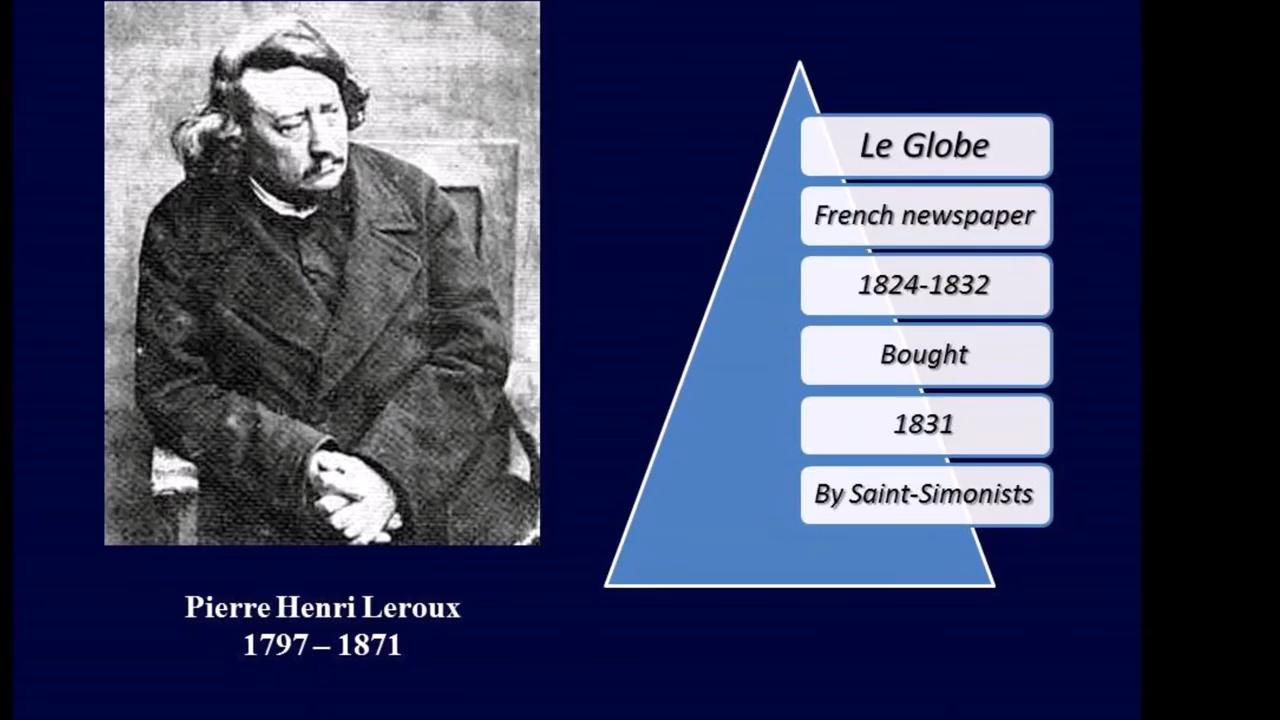 Le Globe
French newspaper
1824-1832
Bought
1831
By Saint-Simonists
Pierre Henri Leroux
1797 – 1871